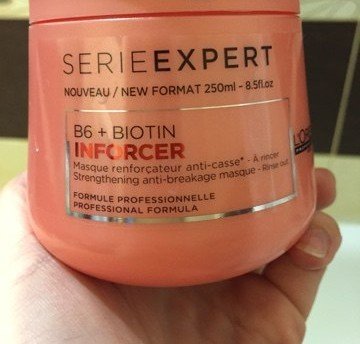 SERIEEXPERT
NOUVEAU / NEW FORMAT 250ml - 8.5fl.oz
B6 + BIOTIN
INFORCER
Masque renforçateur anti-casse* - À rincer
Strengthening anti-breakage masque - Rinse out
FORMULE PROFESSIONNELLE
PROFESSIONAL FORMULA